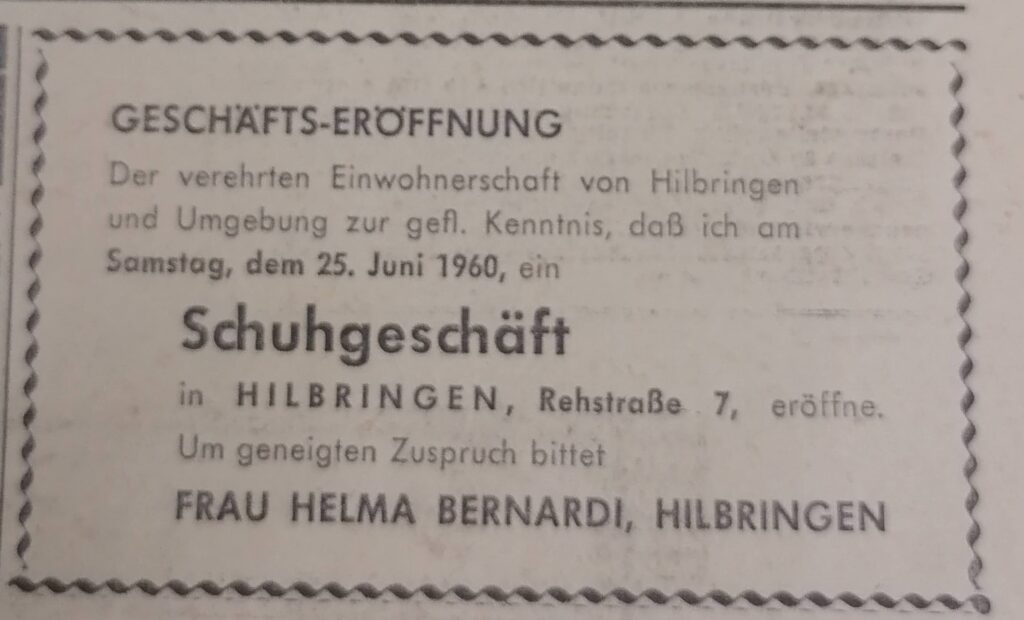 GESCHÄFTS-ERÖFFNUNG
Der verehrten Einwohnerschaft von Hilbringen
und Umgebung zur gefl. Kenntnis, daß ich am
Samstag, dem 25. Juni 1960, ein
Schuhgeschäft
in HILBRINGEN, Rehstraße 7, eröffne.
Um geneigten Zuspruch bittet
FRAU HELMA BERNARDI, HILBRINGEN